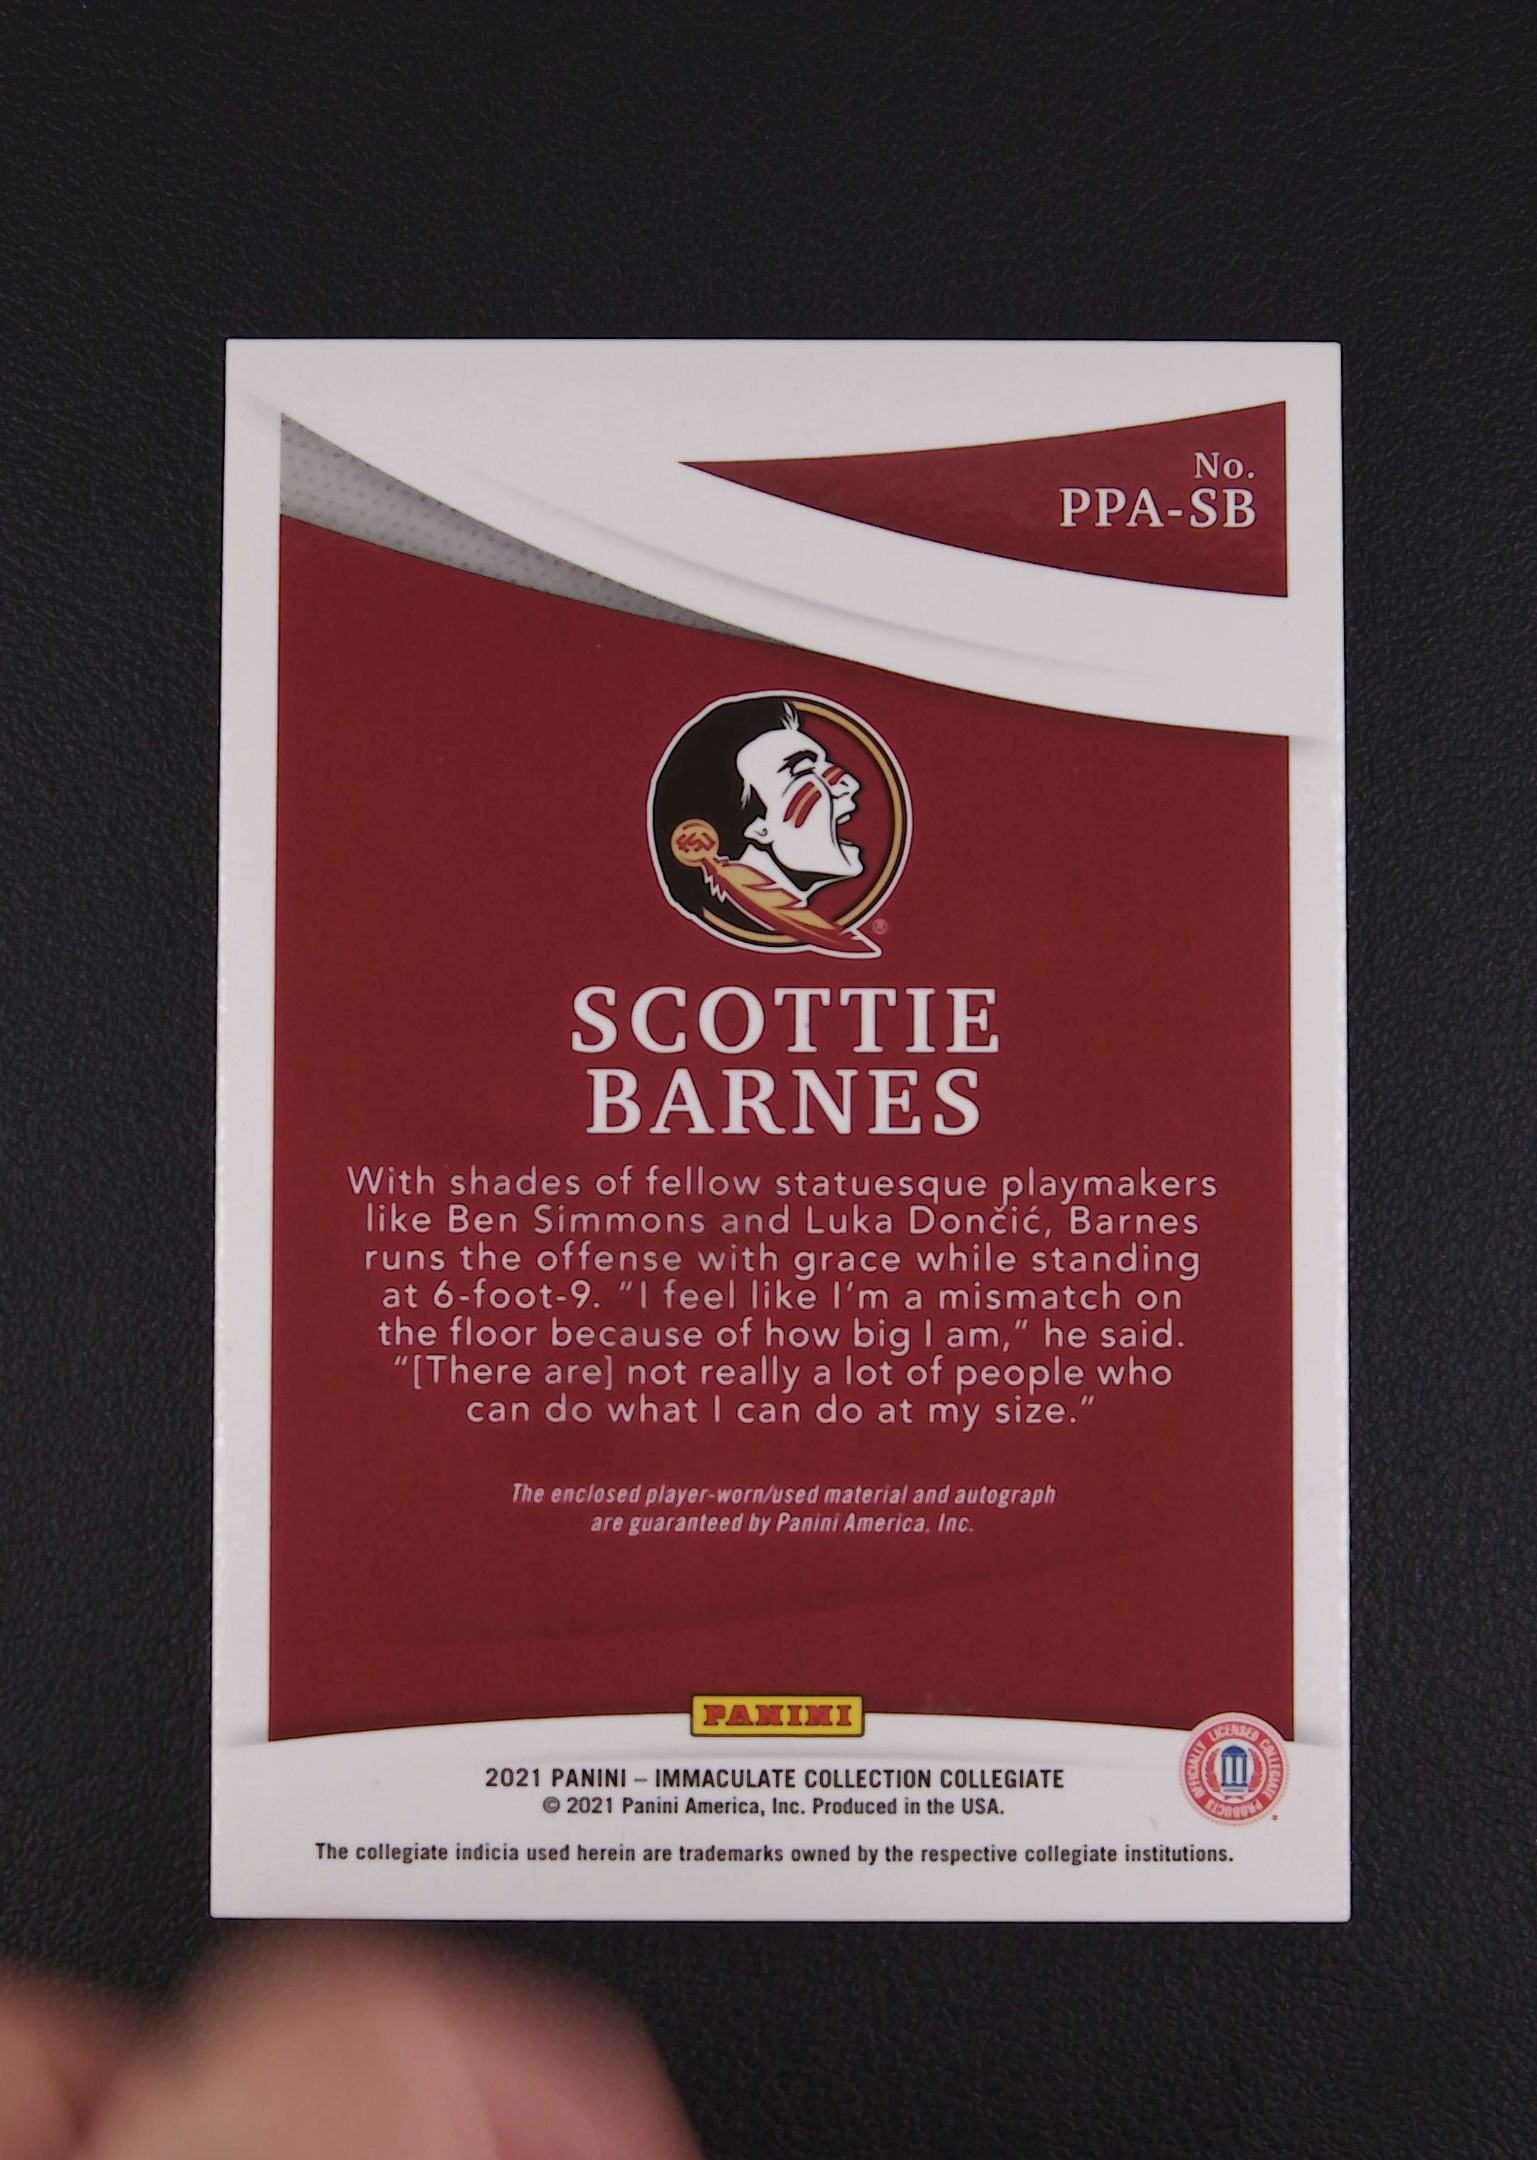 No.
PPA-SB
FSU
®
SCOTTIE
BARNES
With shades of fellow statuesque playmakers
like Ben Simmons and Luka Dončić, Barnes
runs the offense with grace while standing
at 6-foot-9. "I feel like I'm a mismatch on
the floor because of how big I am," he said.
"[There are] not really a lot of people who
can do what I can do at my size."
The enclosed player-worn/used material and autograph
are guaranteed by Panini America, Inc.
PANINI
OFFICIALLY LICENSED COLLEGIATE PRODUCTS
2021 PANINI – IMMACULATE COLLECTION COLLEGIATE
© 2021 Panini America, Inc. Produced in the USA.
The collegiate indicia used herein are trademarks owned by the respective collegiate institutions.